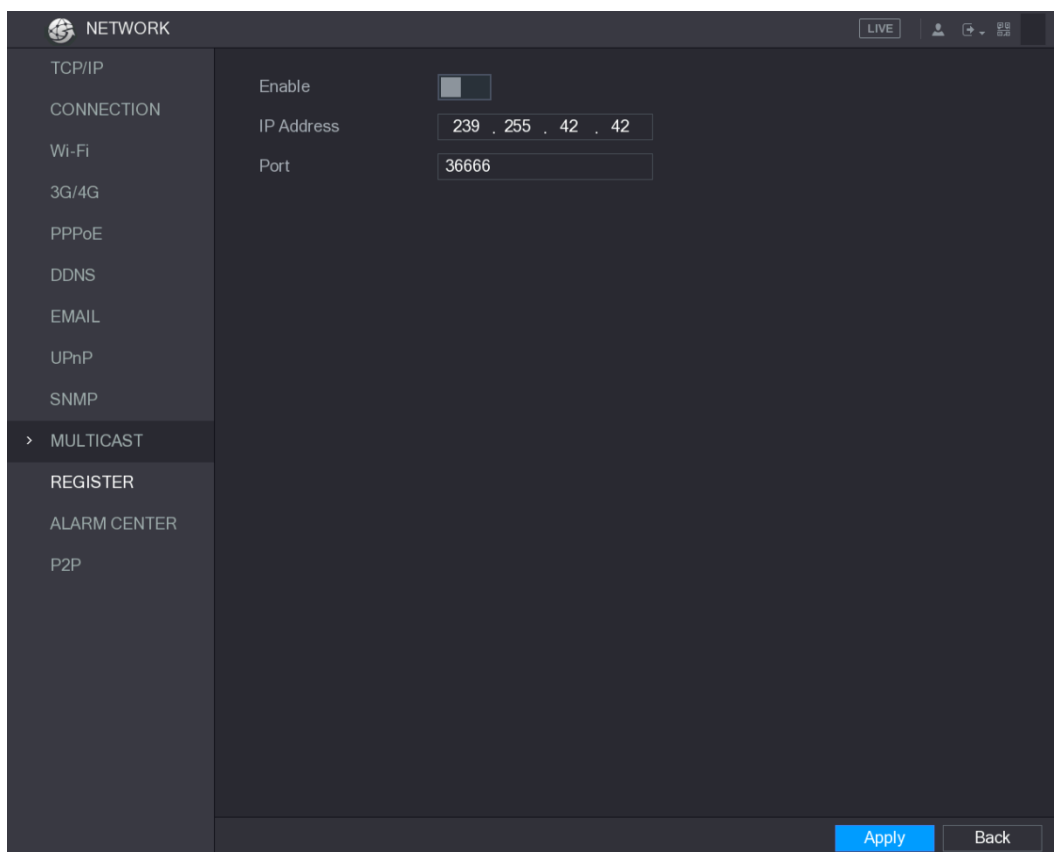 NETWORK
LIVE
TCP/IP
CONNECTION
Wi-Fi
3G/4G
PPPoE
DDNS
EMAIL
UPnP
SNMP
MULTICAST
REGISTER
ALARM CENTER
P2P
Enable
IP Address 239 . 255 . 42 . 42
Port 36666
Apply Back